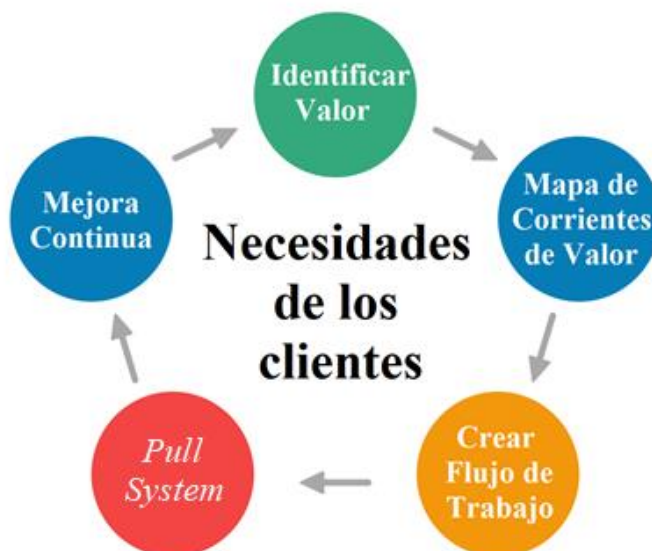 Identificar
Valor
Mapa de
Corrientes
de Valor
Crear
Flujo de
Trabajo
Pull
System
Mejora
Continua
Necesidades
de los
clientes